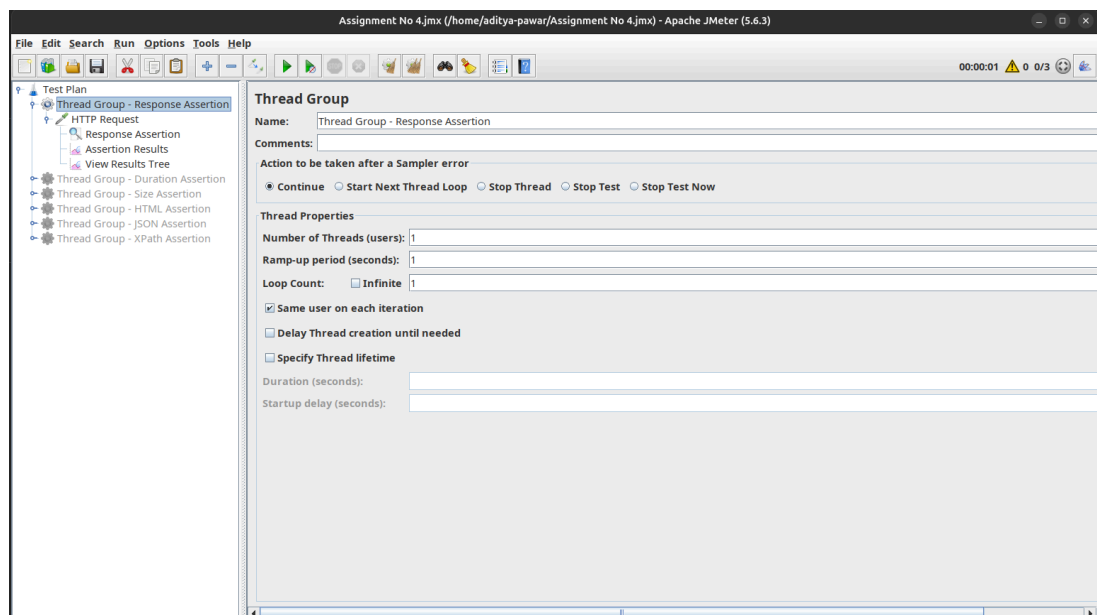 Assignment No 4.jmx (/home/aditya-pawar/Assignment No 4.jmx) - Apache JMeter (5.6.3)
File Edit Search Run Options Tools Help
00:00:01 0 0/3
Test Plan
Thread Group - Response Assertion
HTTP Request
Response Assertion
Assertion Results
View Results Tree
Thread Group - Duration Assertion
Thread Group - Size Assertion
Thread Group - HTML Assertion
Thread Group - JSON Assertion
Thread Group - XPath Assertion
Thread Group
Name: Thread Group - Response Assertion
Comments:
Action to be taken after a Sampler error
Continue Start Next Thread Loop Stop Thread Stop Test Stop Test Now
Thread Properties
Number of Threads (users): 1
Ramp-up period (seconds): 1
Loop Count: Infinite 1
Same user on each iteration
Delay Thread creation until needed
Specify Thread lifetime
Duration (seconds):
Startup delay (seconds):